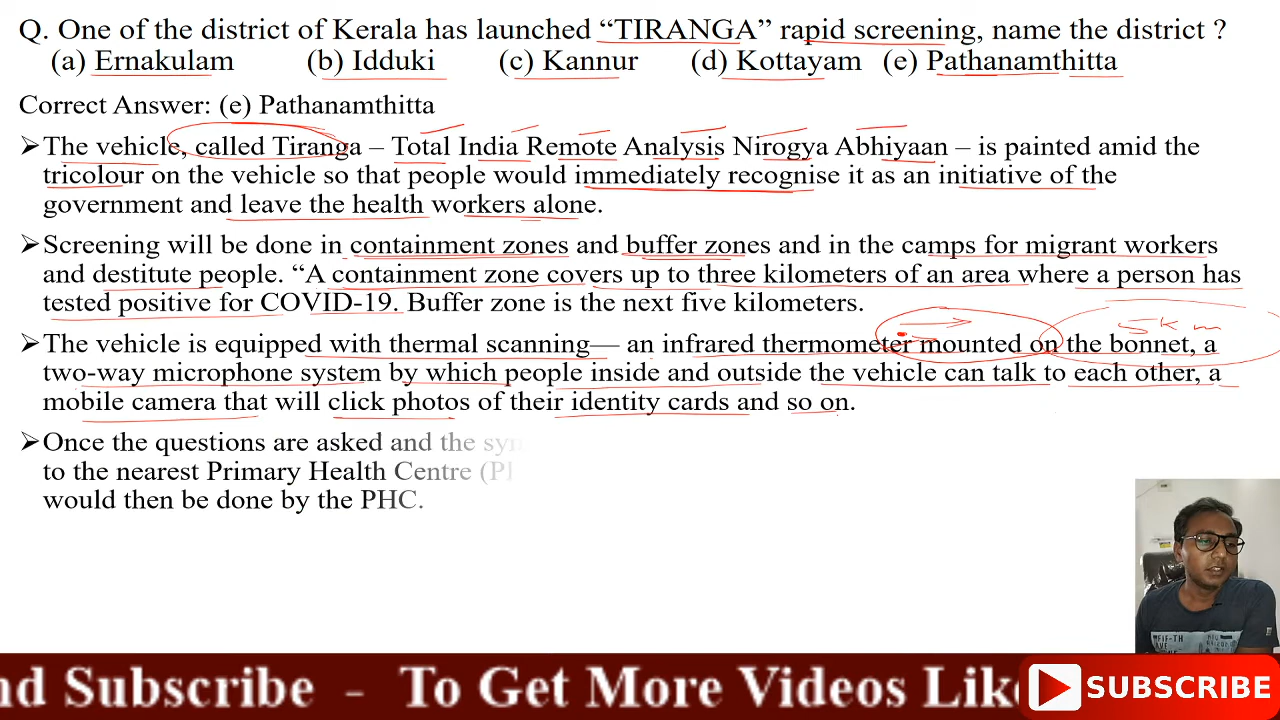 Q. One of the district of Kerala has launched “TIRANGA” rapid screening, name the district ?
(a) Ernakulam (b) Idduki (c) Kannur (d) Kottayam (e) Pathanamthitta
Correct Answer: (e) Pathanamthitta
➢The vehicle, called Tiranga – Total India Remote Analysis Nirogya Abhiyaan – is painted amid the
tricolour on the vehicle so that people would immediately recognise it as an initiative of the
government and leave the health workers alone.
➢Screening will be done in containment zones and buffer zones and in the camps for migrant workers
and destitute people. “A containment zone covers up to three kilometers of an area where a person has
tested positive for COVID-19. Buffer zone is the next five kilometers.
5km
➢The vehicle is equipped with thermal scanning— an infrared thermometer mounted on the bonnet, a
two-way microphone system by which people inside and outside the vehicle can talk to each other, a
mobile camera that will click photos of their identity cards and so on.
➢Once the questions are asked and the
to the nearest Primary Health Centre
would then be done by the PHC.
nd Subscribe - To Get More Videos Like
SUBSCRIBE